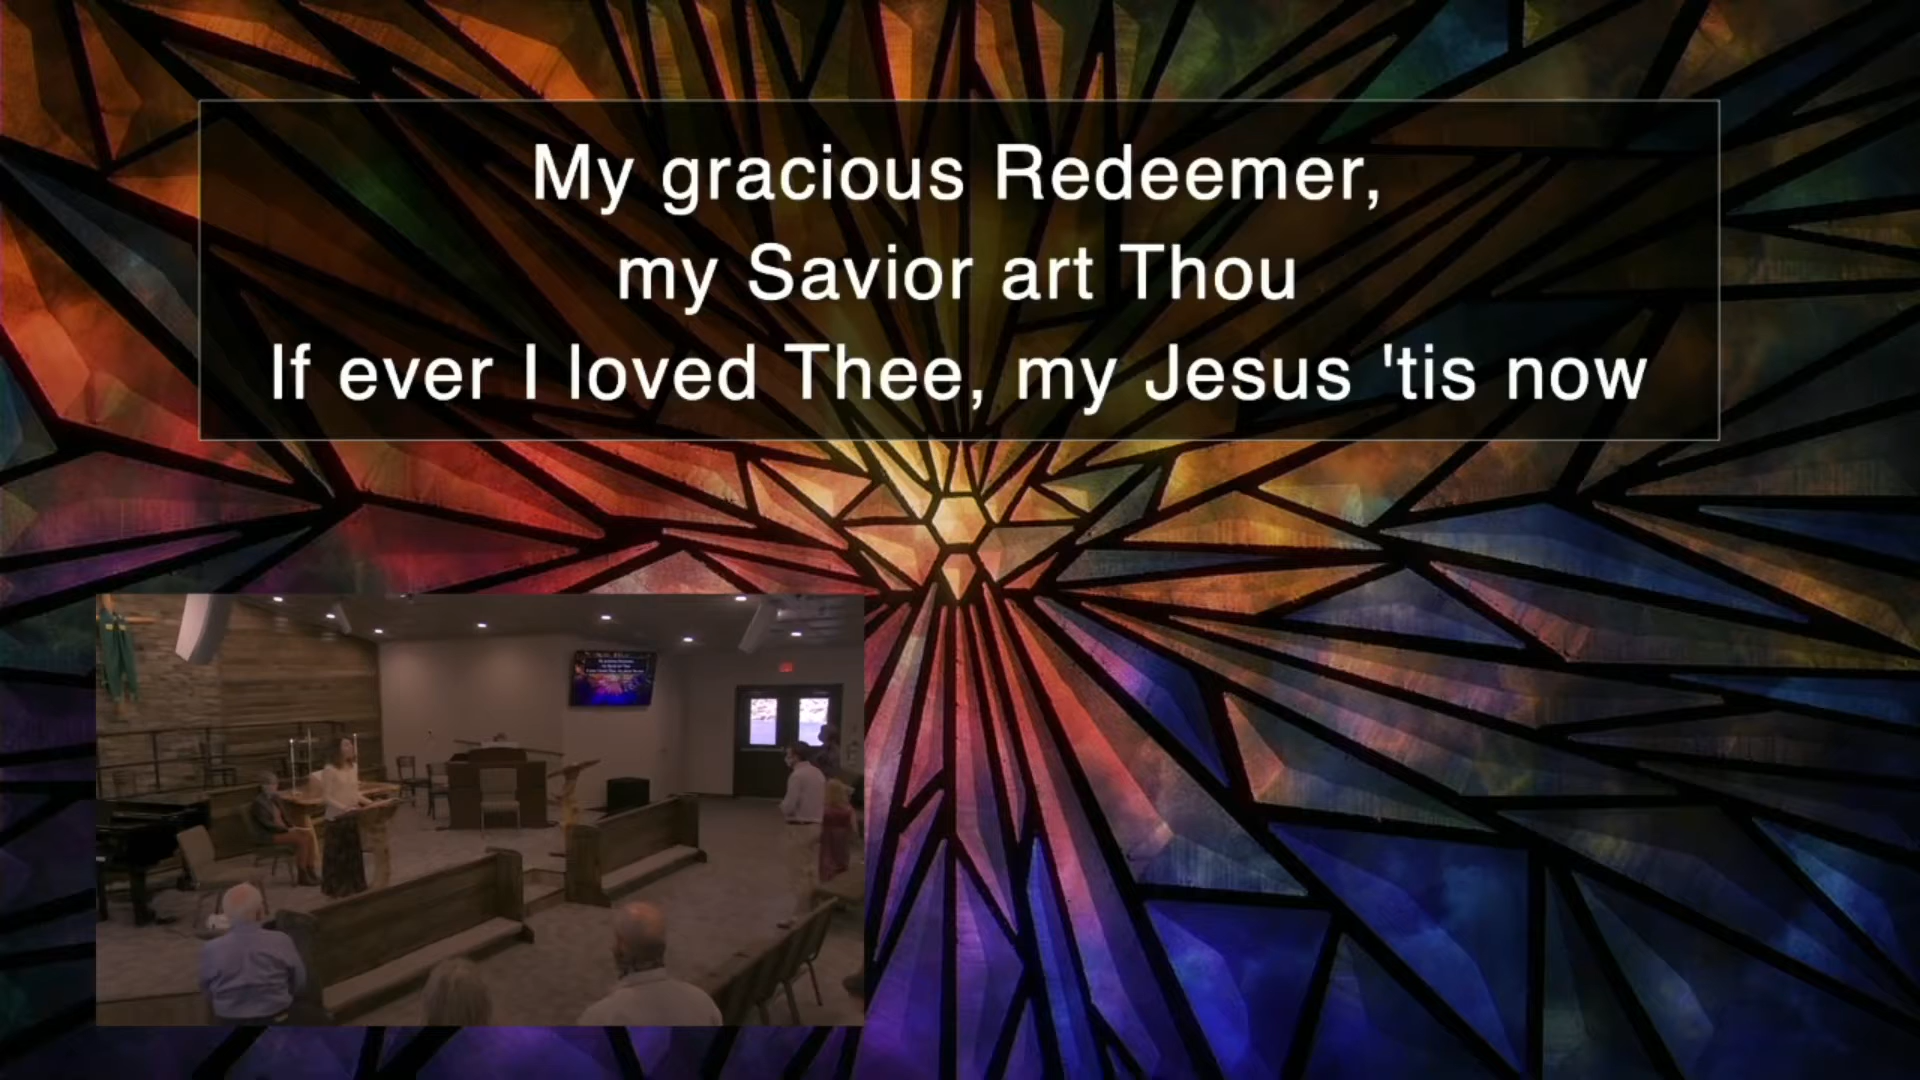 My gracious Redeemer,
my Savior art Thou
If ever I loved Thee, my Jesus 'tis now